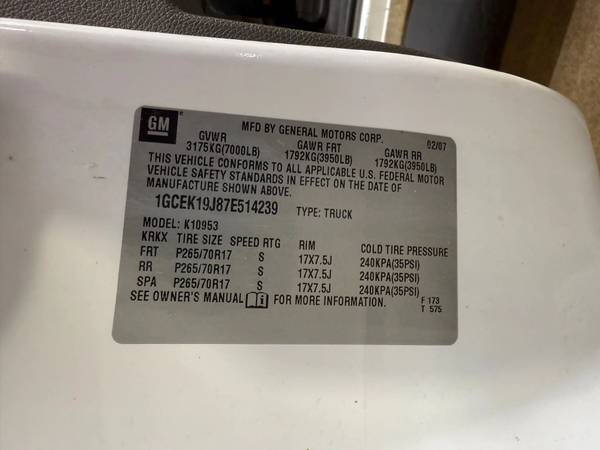 GM
MFD BY GENERAL MOTORS CORP. 02/07
GVWR GAWR FRT GAWR RR
3175KG(7000LB) 1792KG(3950LB) 1792KG(3950LB)
THIS VEHICLE CONFORMS TO ALL APPLICABLE U.S. FEDERAL MOTOR
VEHICLE SAFETY STANDARDS IN EFFECT ON THE DATE OF
MANUFACTURE SHOWN ABOVE.
1GCEK19J87E514239 TYPE: TRUCK
MODEL: K10953
KRKX TIRE SIZE SPEED RTG RIM COLD TIRE PRESSURE
FRT P265/70R17 S 17X7.5J 240KPA(35PSI)
RR P265/70R17 S 17X7.5J 240KPA(35PSI)
SPA P265/70R17 S 17X7.5J 240KPA(35PSI)
SEE OWNER'S MANUAL FOR MORE INFORMATION. F 173
T 575